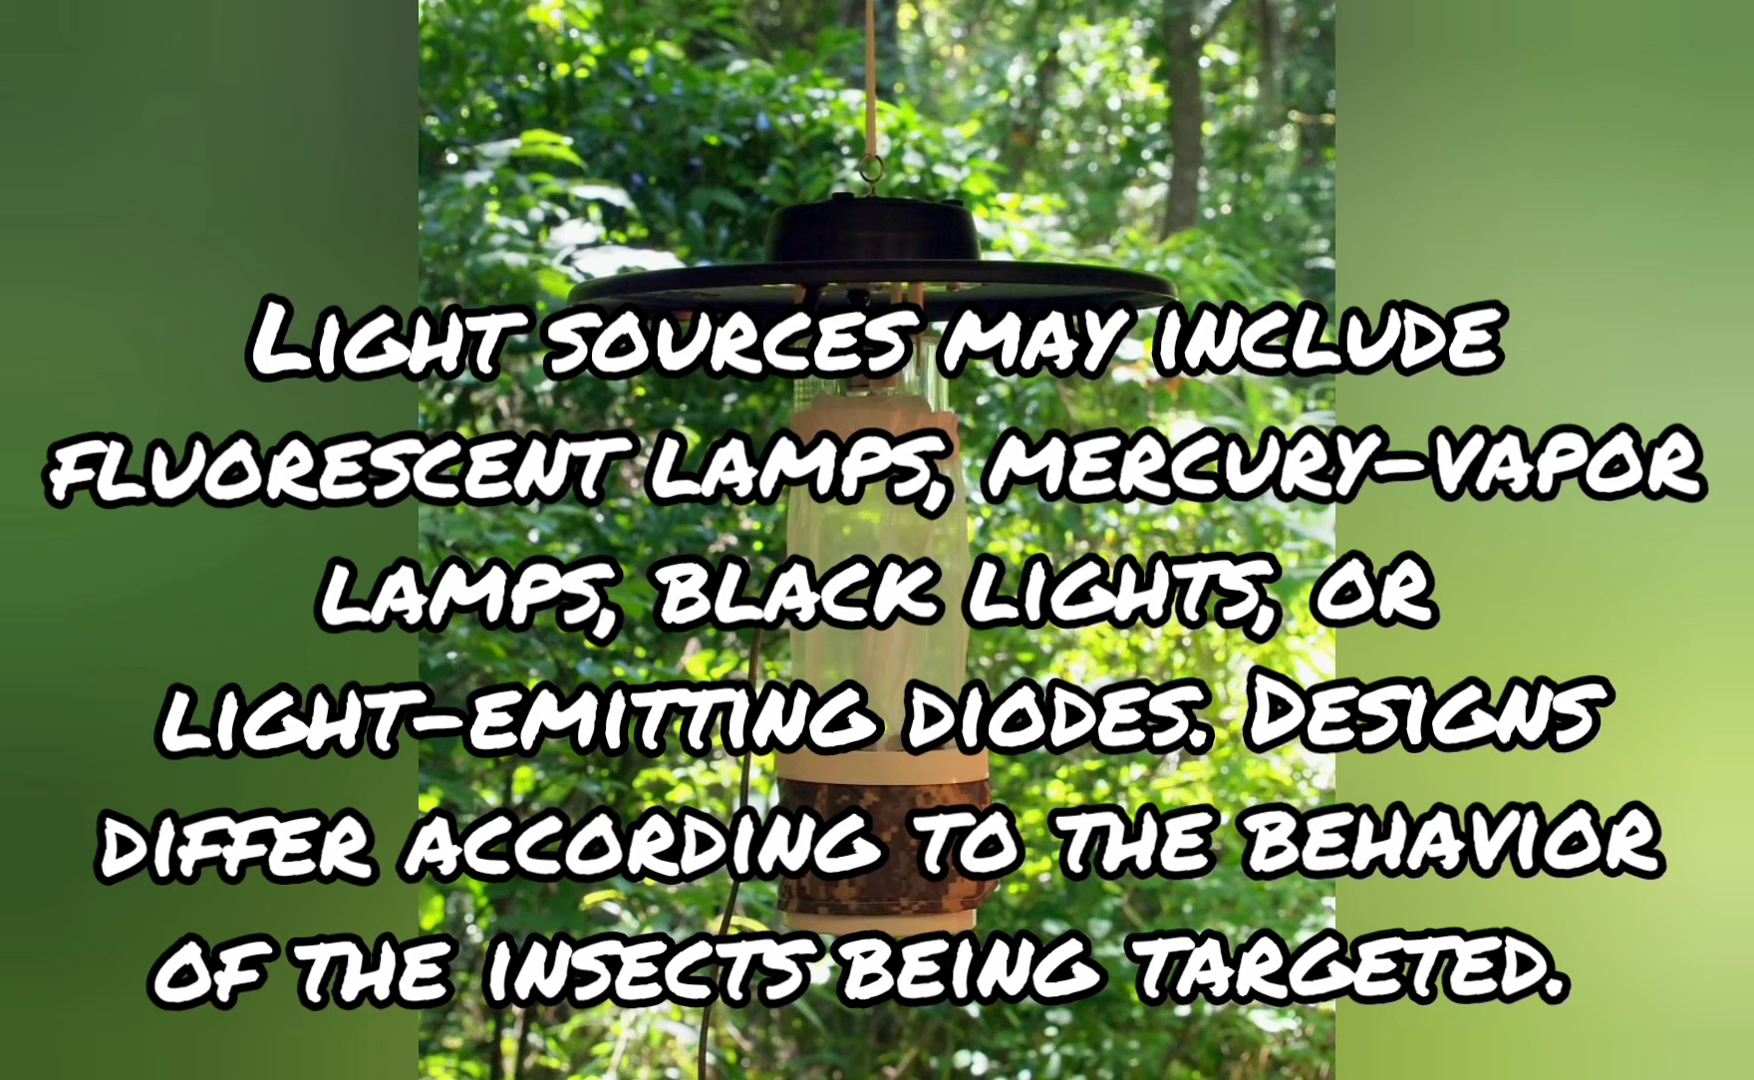 Light sources may include
fluorescent lamps, mercury-vapor
lamps, black lights, or
light-emitting diodes. Designs
differ according to the behavior
of the insects being targeted.